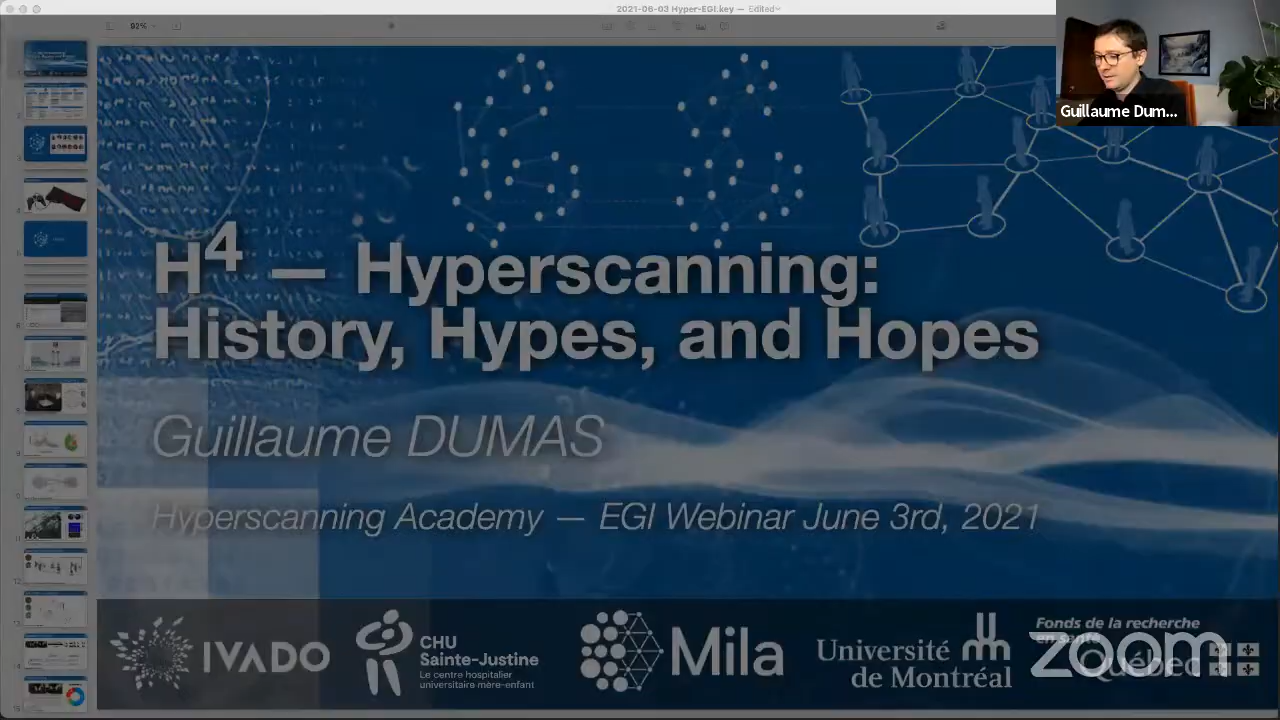 2021-06-03 Hyper-EGI.key — Edited
92%
Guillaume Dum...
H⁴ — Hyperscanning:
History, Hypes, and Hopes
Guillaume DUMAS
Hyperscanning Academy — EGI Webinar June 3rd, 2021
IVADO
CHU
Sainte-Justine
Le centre hospitalier
universitaire mère-enfant
Mila
Université
de Montréal
Fonds de la recherche
en santé
Québec
zoom